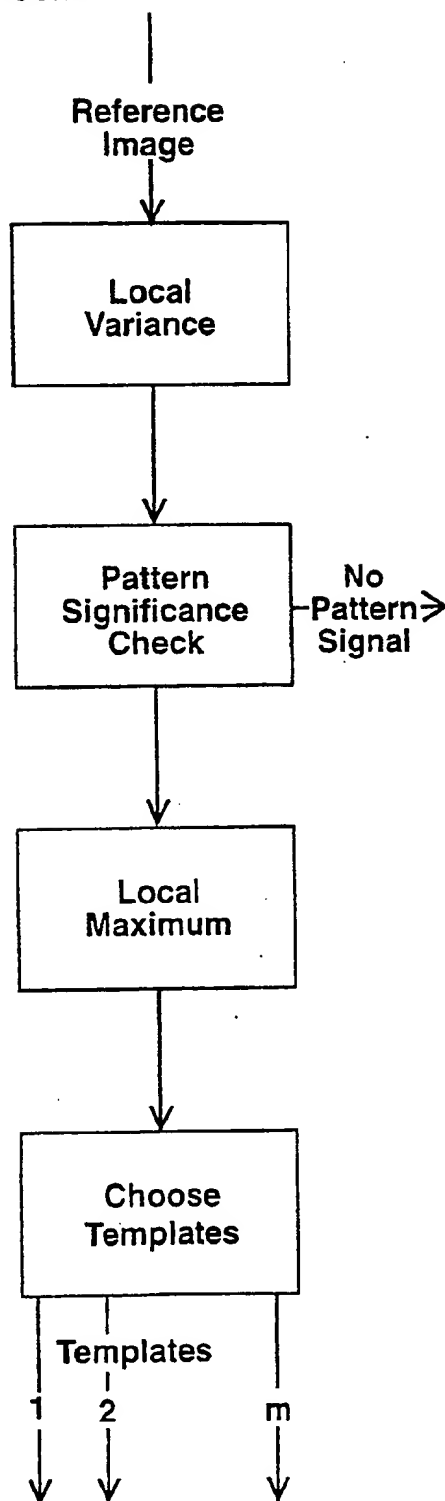 Reference
Image
Local
Variance
Pattern
Significance
Check
No
Pattern
Signal
Local
Maximum
Choose
Templates
Templates
1 2 m